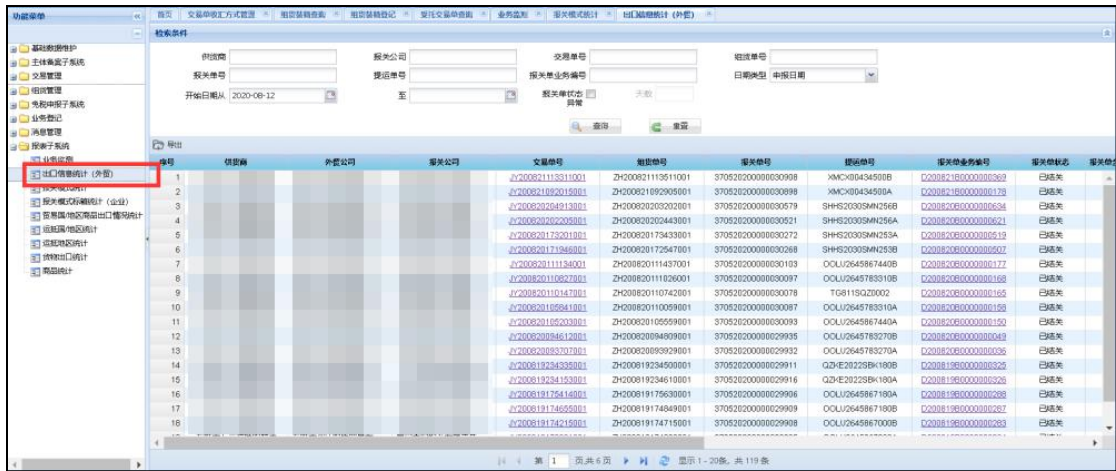 功能菜单
首页 交易单收汇方式管理 组货装箱查询 组货装箱登记 受托交易单查询 业务监测 报关模式统计 出口信息统计（外贸）
检索条件
基础数据维护
主体备案子系统
交易管理
组货管理
免税申报子系统
业务登记
消息管理
报表子系统
出口信息统计（外贸）
报关模式标箱统计（企业）
贸易国/地区商品出口情况统计
运抵国/地区统计
运抵地区统计
货物出口统计
商品统计
供货商 报关公司 交易单号 组货单号
报关单号 提运单号 报关单业务编号 日期类型 申报日期
开始日期从 2020-08-12 至 报关单状态 天数
异常
查询 重置
导出
序号 供货商 外贸公司 报关公司 交易单号 组货单号 报关单号 提运单号 报关单业务编号 报关单状态
1 JY200821113311001 ZH200821113511001 370520200000030908 XMCX00434500B D200821B0000000369 已结关
2 JY200821092015001 ZH200821092905001 370520200000030898 XMCX00434500A D200821B0000000178 已结关
3 JY200820204913001 ZH200820203202001 370520200000030579 SHHS2030SMN256B D200820B0000000634 已结关
4 JY200820202205001 ZH200820202443001 370520200000030521 SHHS2030SMN256A D200820B0000000621 已结关
5 JY200820173201001 ZH200820173433001 370520200000030272 SHHS2030SMN253A D200820B0000000519 已结关
6 JY200820171946001 ZH200820172547001 370520200000030268 SHHS2030SMN253B D200820B0000000507 已结关
7 JY200820111134001 ZH200820111437001 370520200000030103 OOLU2645867440B D200820B0000000177 已结关
8 JY200820110827001 ZH200820111026001 370520200000030097 OOLU2645783310B D200820B0000000168 已结关
9 JY200820110147001 ZH200820110742001 370520200000030078 TG811SQZ0002 D200820B0000000165 已结关
10 JY200820105841001 ZH200820110059001 370520200000030087 OOLU2645783310A D200820B0000000158 已结关
11 JY200820105203001 ZH200820105559001 370520200000030093 OOLU2645867440A D200820B0000000150 已结关
12 JY200820094612001 ZH200820094809001 370520200000029935 OOLU2645783270B D200820B0000000049 已结关
13 JY200820093707001 ZH200820093929001 370520200000029932 OOLU2645783270A D200820B0000000036 已结关
14 JY200819234335001 ZH200819234500001 370520200000029911 QZKE2022SBK180B D200819B0000000326 已结关
15 JY200819234153001 ZH200819234610001 370520200000029916 QZKE2022SBK180A D200819B0000000325 已结关
16 JY200819175414001 ZH200819175630001 370520200000029906 OOLU2645867180A D200819B0000000288 已结关
17 JY200819174655001 ZH200819174849001 370520200000029909 OOLU2645867180B D200819B0000000287 已结关
18 JY200819174215001 ZH200819174715001 370520200000029908 OOLU2645867000B D200819B0000000283 已结关
第 1 页,共 6 页 显示 1 - 20条, 共 119 条